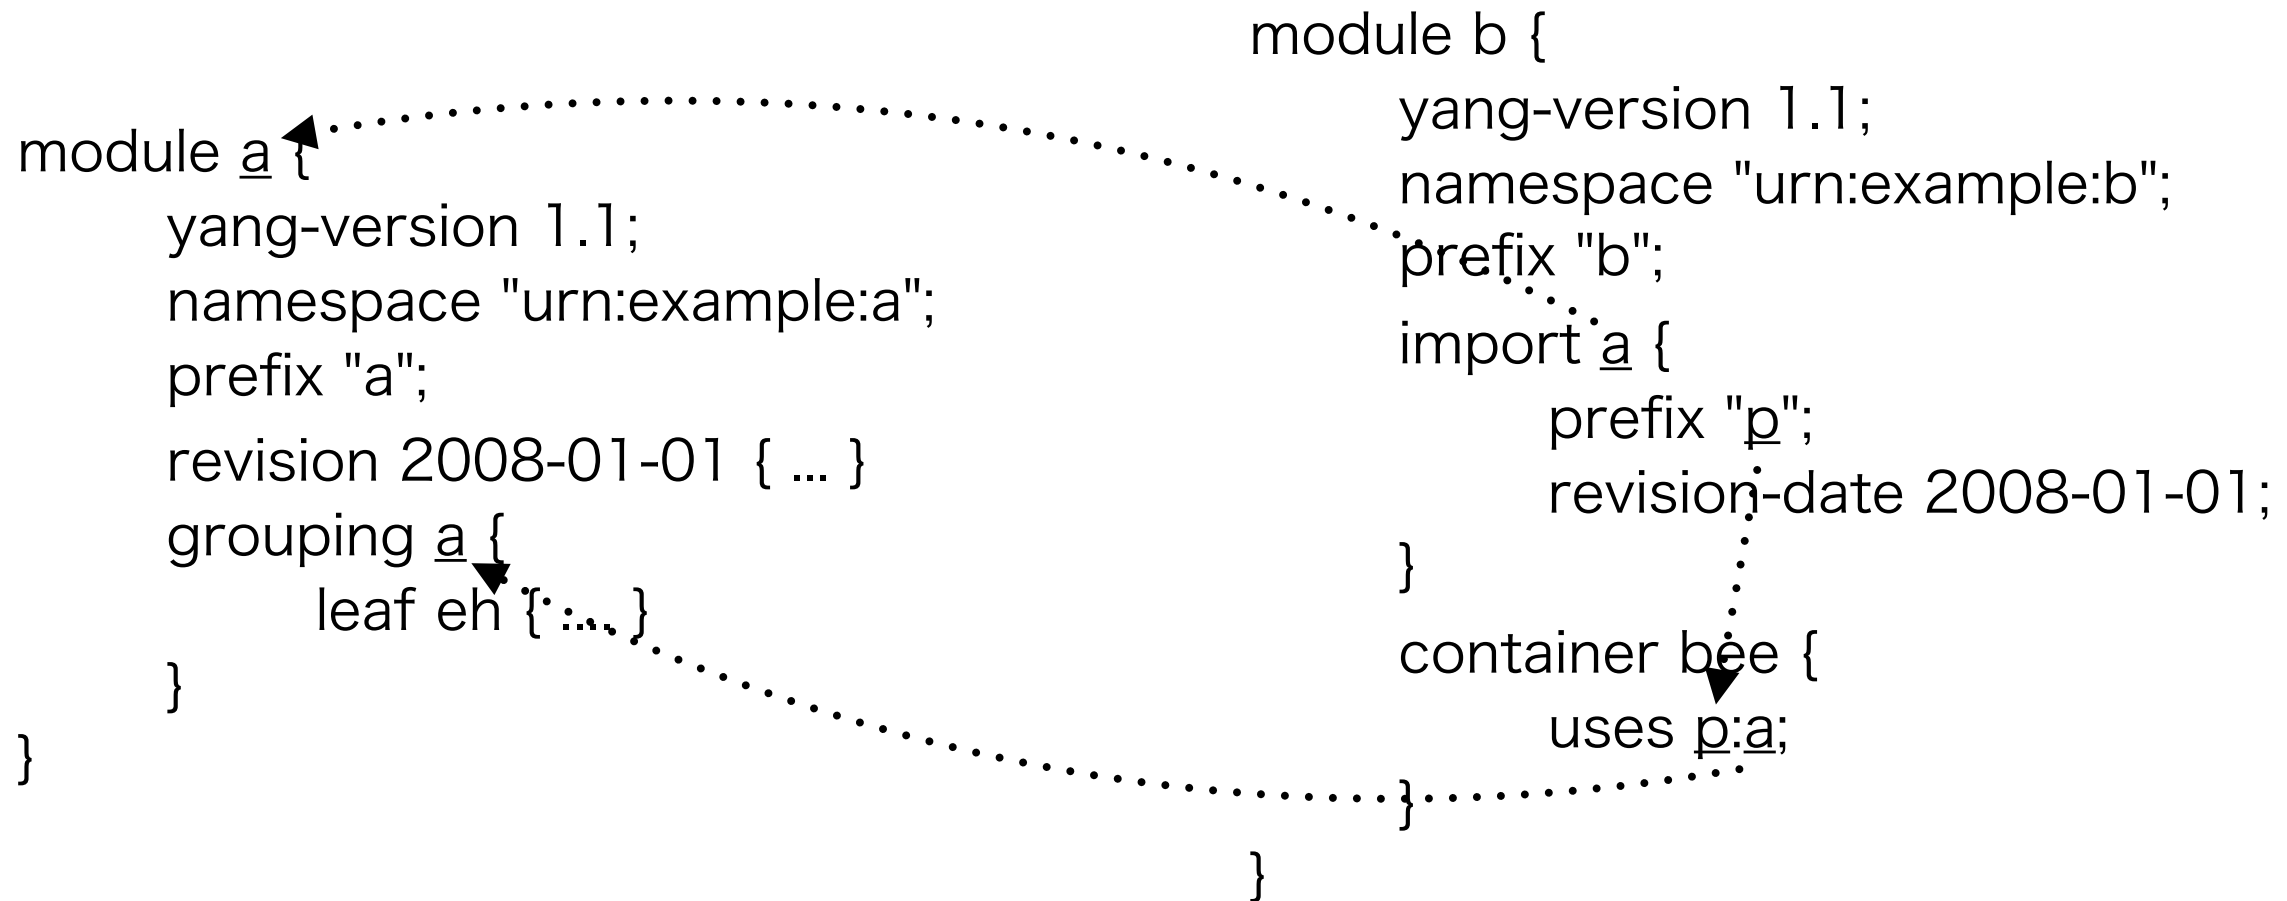 module a {
yang-version 1.1;
namespace "urn:example:a";
prefix "a";
revision 2008-01-01 { ... }
grouping a {
leaf eh { .... }
}
}
module b {
yang-version 1.1;
namespace "urn:example:b";
prefix "b";
import a {
prefix "p";
revision-date 2008-01-01;
}
container bee {
uses p:a;
}
}